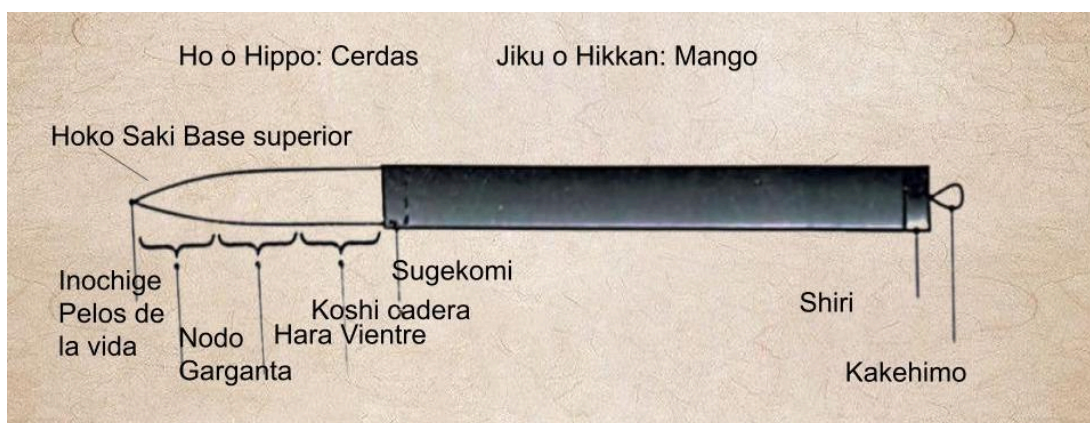 Ho o Hippo: Cerdas
Jiku o Hikkan: Mango
Hoko Saki Base superior
Inochige
Pelos de
la vida
Nodo
Garganta
Hara Vientre
Koshi cadera
Sugekomi
Shiri
Kakehimo